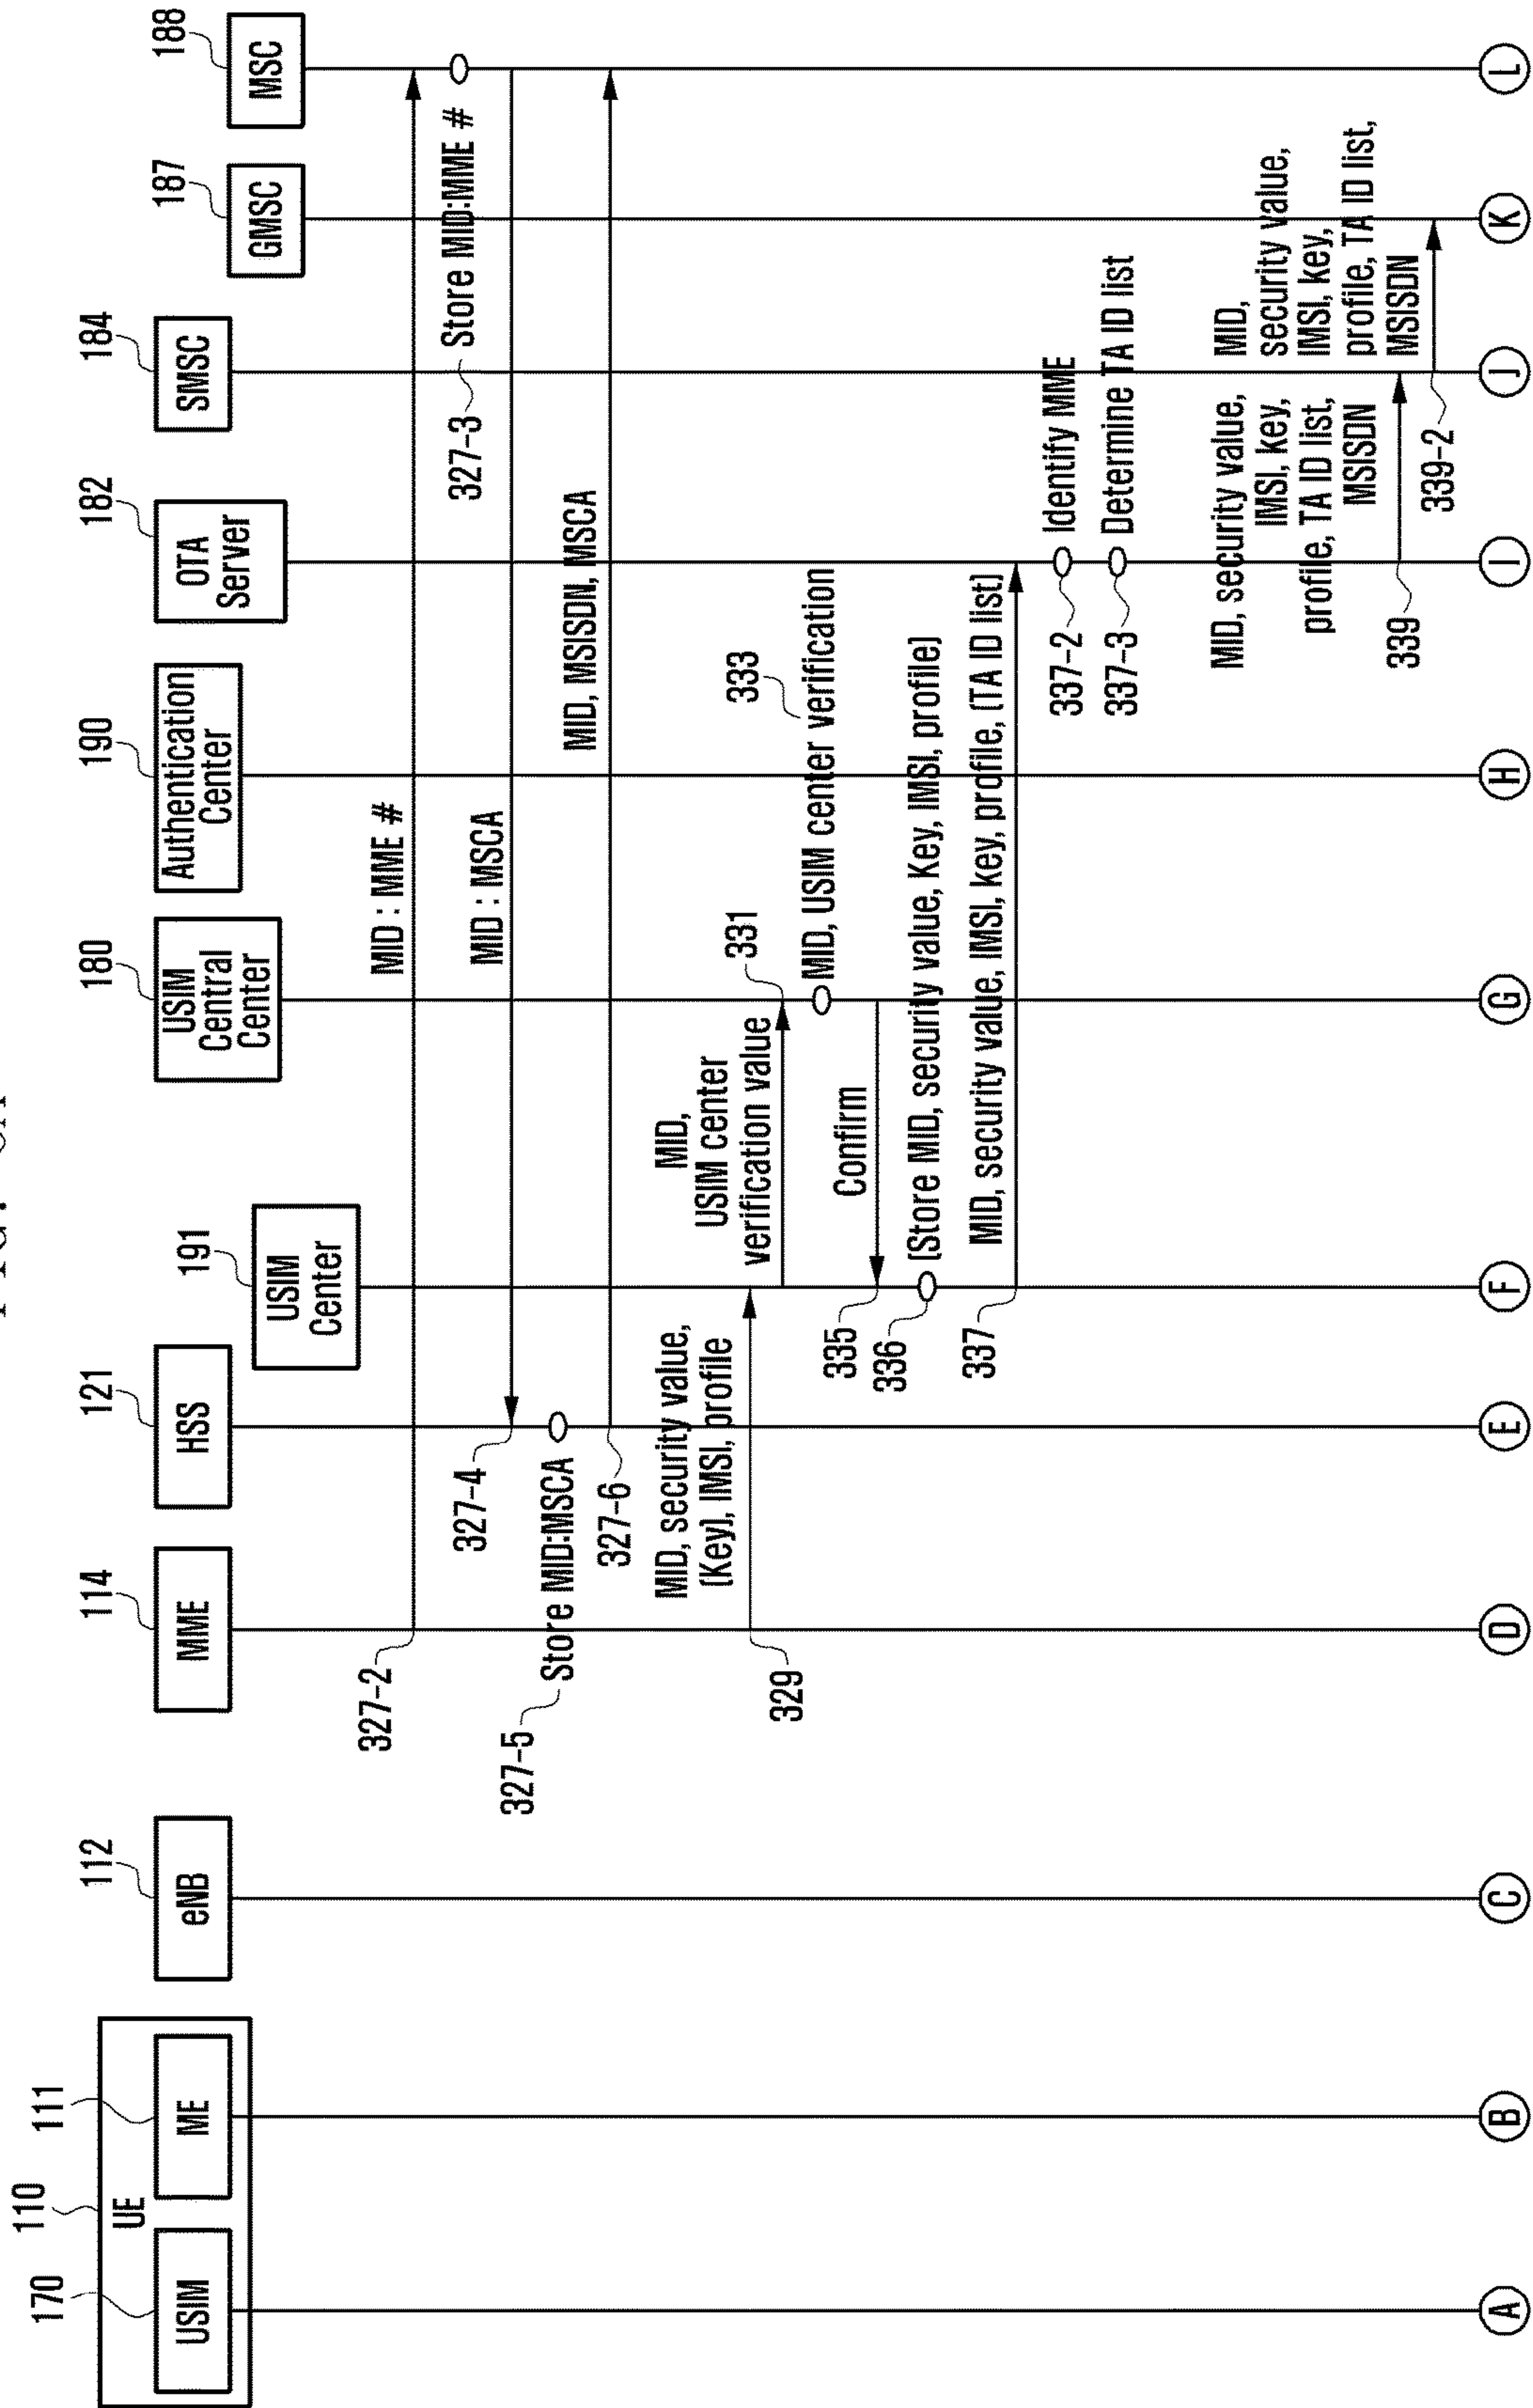 110
UE
170
USIM
111
ME
112
eNB
114
MME
121
HSS
191
USIM
Center
180
USIM
Central
Center
190
Authentication
Center
182
OTA
Server
184
SMSC
187
GMSC
188
MSC
327-2
MID : MME #
327-3
Store MID:MME #
327-4
MID : MSCA
327-5
Store MID:MSCA
327-6
MID, MSISDN, MSCA
329
MID, security value,
(Key), IMSI, profile
MID,
USIM center
verification value
331
MID, USIM center verification
333
Confirm
335
336
(Store MID, security value, Key, IMSI, profile)
337
MID, security value, IMSI, key, profile, (TA ID list)
337-2
Identify MME
337-3
Determine TA ID list
MID, security value,
IMSI, key,
profile, TA ID list,
MSISDN
339
MID,
security value,
IMSI, key,
profile, TA ID list,
MSISDN
339-2
A
B
C
D
E
F
G
H
I
J
K
L